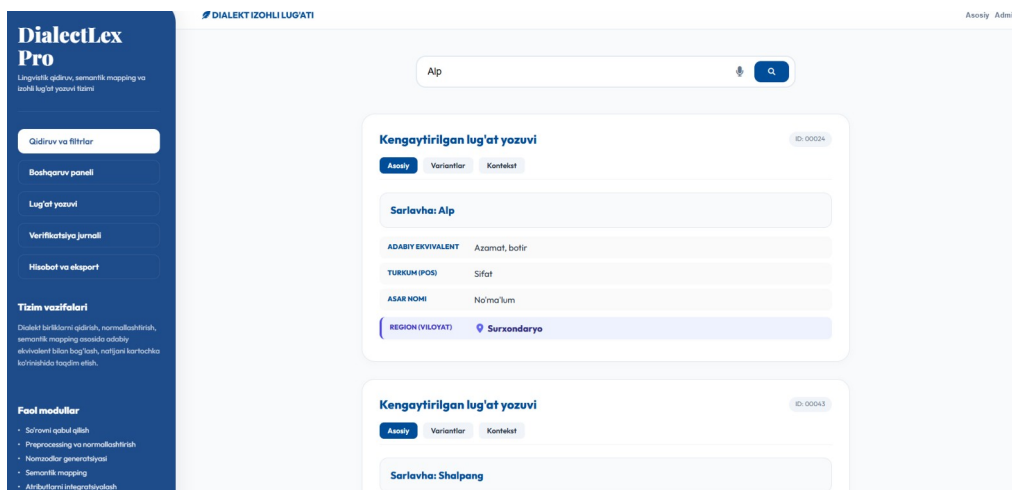 DialectLex
Pro
Lingvistik qidiruv, semantik mapping va
izohli lug'at yozuvi tizimi
Qidiruv va filtrlar
Boshqaruv paneli
Lug'at yozuvi
Verifikatsiya jurnali
Hisobot va eksport
Tizim vazifalari
Dialekt birliklarni qidirish, normallashtirish,
semantik mapping asosida adabiy
ekvivalent bilan bog'lash, natijani kartochka
ko'rinishida taqdim etish.
Faol modullar
• So'rovni qabul qilish
• Preprocessing va normallashtirish
• Nomzodlar generatsiyasi
• Semantik mapping
• Atributlarni integratsiyalash
DIALEKT IZOHLI LUG'ATI
Asosiy Admi
Alp
Kengaytirilgan lug'at yozuvi
ID: 00024
Asosiy Variantlar Kontekst
Sarlavha: Alp
ADABIY EKVIVALENT Azamat, botir
TURKUM (POS) Sifat
ASAR NOMI No'ma'lum
REGION (VILOYAT) Surxondaryo
Kengaytirilgan lug'at yozuvi
ID: 00043
Asosiy Variantlar Kontekst
Sarlavha: Shalpang